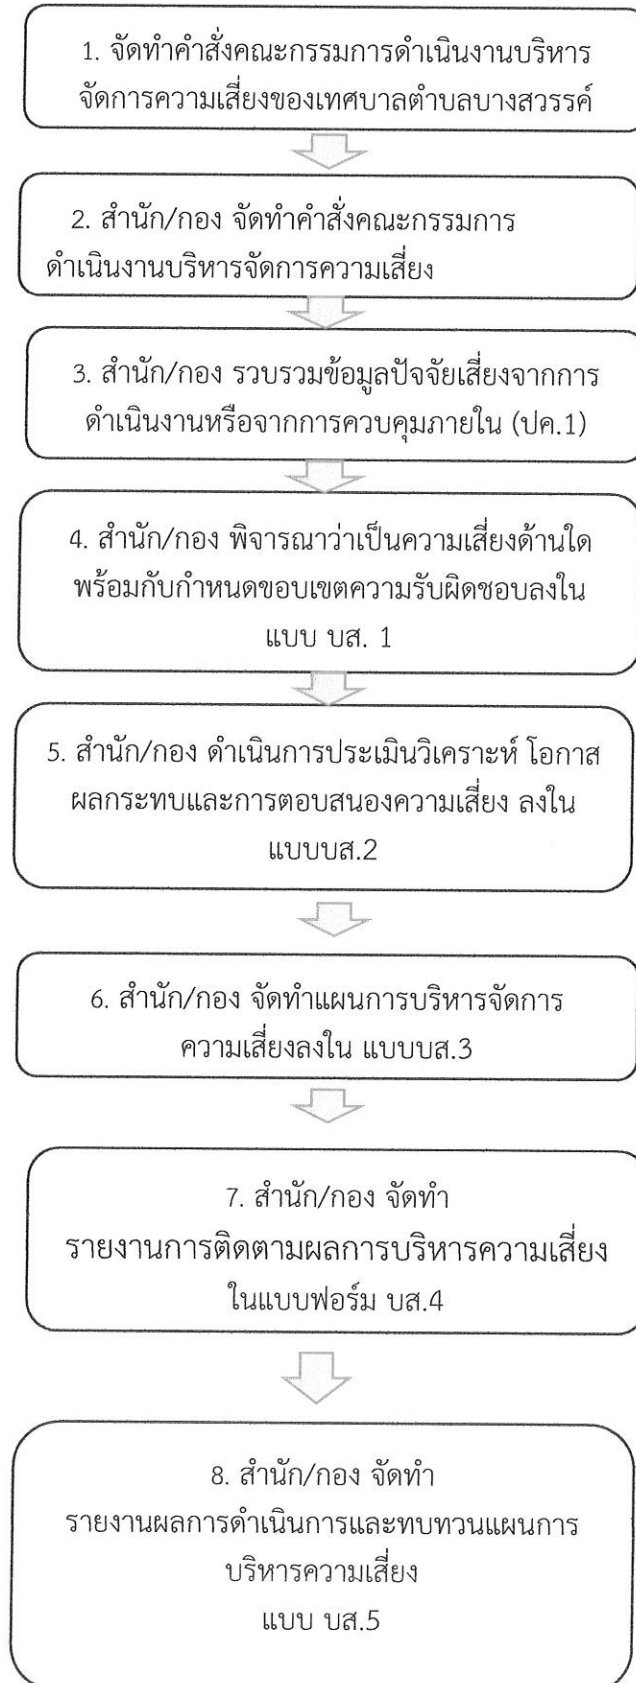 1. จัดทำคำสั่งคณะกรรมการดำเนินงานบริหาร
จัดการความเสี่ยงของเทศบาลตำบลบางสวรรค์
2. สำนัก/กอง จัดทำคำสั่งคณะกรรมการ
ดำเนินงานบริหารจัดการความเสี่ยง
3. สำนัก/กอง รวบรวมข้อมูลปัจจัยเสี่ยงจากการ
ดำเนินงานหรือจากการควบคุมภายใน (ปค.1)
4. สำนัก/กอง พิจารณาว่าเป็นความเสี่ยงด้านใด
พร้อมกับกำหนดขอบเขตความรับผิดชอบลงใน
แบบ บส. 1
5. สำนัก/กอง ดำเนินการประเมินวิเคราะห์ โอกาส
ผลกระทบและการตอบสนองความเสี่ยง ลงใน
แบบบส.2
6. สำนัก/กอง จัดทำแผนการบริหารจัดการ
ความเสี่ยงลงใน แบบบส.3
7. สำนัก/กอง จัดทำ
รายงานการติดตามผลการบริหารความเสี่ยง
ในแบบฟอร์ม บส.4
8. สำนัก/กอง จัดทำ
รายงานผลการดำเนินการและทบทวนแผนการ
บริหารความเสี่ยง
แบบ บส.5